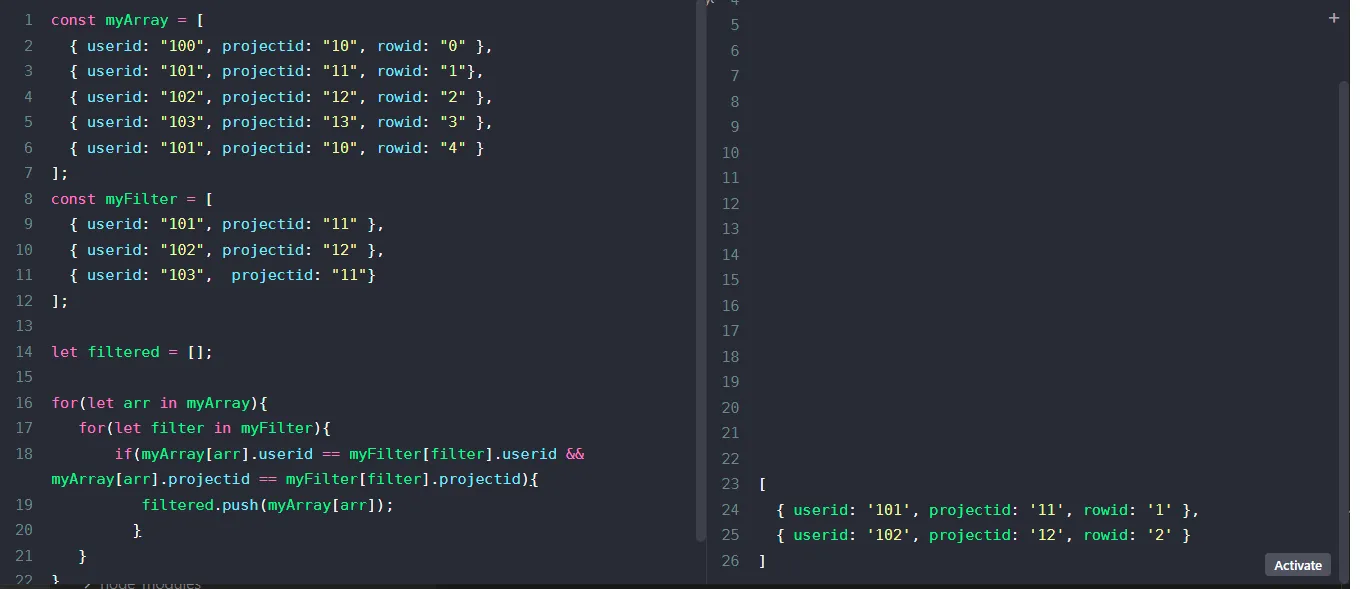 1 const myArray = [
2 { userid: "100", projectid: "10", rowid: "0" },
3 { userid: "101", projectid: "11", rowid: "1"},
4 { userid: "102", projectid: "12", rowid: "2" },
5 { userid: "103", projectid: "13", rowid: "3" },
6 { userid: "101", projectid: "10", rowid: "4" }
7 ];
8 const myFilter = [
9 { userid: "101", projectid: "11" },
10 { userid: "102", projectid: "12" },
11 { userid: "103",  projectid: "11"}
12 ];
13
14 let filtered = [];
15
16 for(let arr in myArray){
17 for(let filter in myFilter){
18 if(myArray[arr].userid == myFilter[filter].userid &&
myArray[arr].projectid == myFilter[filter].projectid){
19 filtered.push(myArray[arr]);
20 }
21 }
22 }
node_modules
4
5
6
7
8
9
10
11
12
13
14
15
16
17
18
19
20
21
22
23 [
24 { userid: '101', projectid: '11', rowid: '1' },
25 { userid: '102', projectid: '12', rowid: '2' }
26 ]
+
Activate